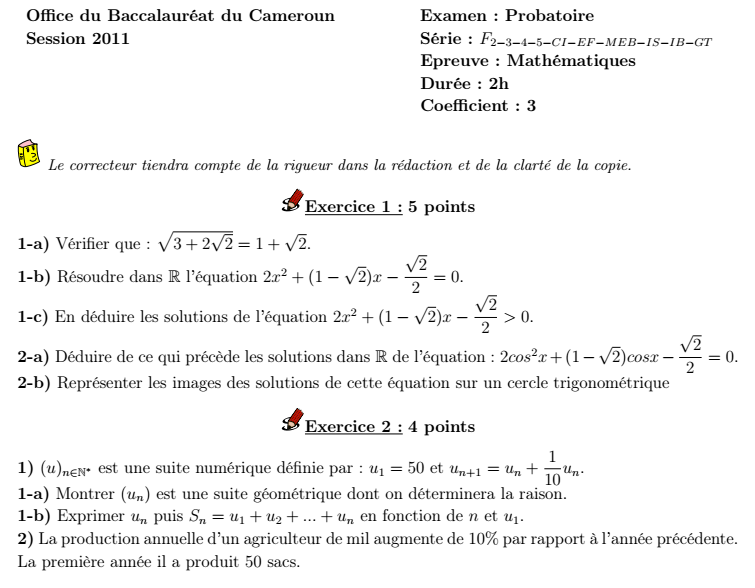 Office du Baccalauréat du Cameroun
Session 2011
Examen : Probatoire
Série : F₂₋₃₋₄₋₅₋CI₋EF₋MEB₋IS₋IB₋GT
Epreuve : Mathématiques
Durée : 2h
Coefficient : 3
Le correcteur tiendra compte de la rigueur dans la rédaction et de la clarté de la copie.
Exercice 1 : 5 points
1-a) Vérifier que : √(3 + 2√2) = 1 + √2.
1-b) Résoudre dans ℝ l'équation 2x² + (1 − √2)x − √2/2 = 0.
1-c) En déduire les solutions de l'équation 2x² + (1 − √2)x − √2/2 > 0.
2-a) Déduire de ce qui précède les solutions dans ℝ de l'équation : 2cos²x + (1 − √2)cosx − √2/2 = 0.
2-b) Représenter les images des solutions de cette équation sur un cercle trigonométrique
Exercice 2 : 4 points
1) (u)ₙ∈ℕ* est une suite numérique définie par : u₁ = 50 et uₙ₊₁ = uₙ + 1/10 uₙ.
1-a) Montrer (uₙ) est une suite géométrique dont on déterminera la raison.
1-b) Exprimer uₙ puis Sₙ = u₁ + u₂ + ... + uₙ en fonction de n et u₁.
2) La production annuelle d'un agriculteur de mil augmente de 10% par rapport à l'année précédente.
La première année il a produit 50 sacs.